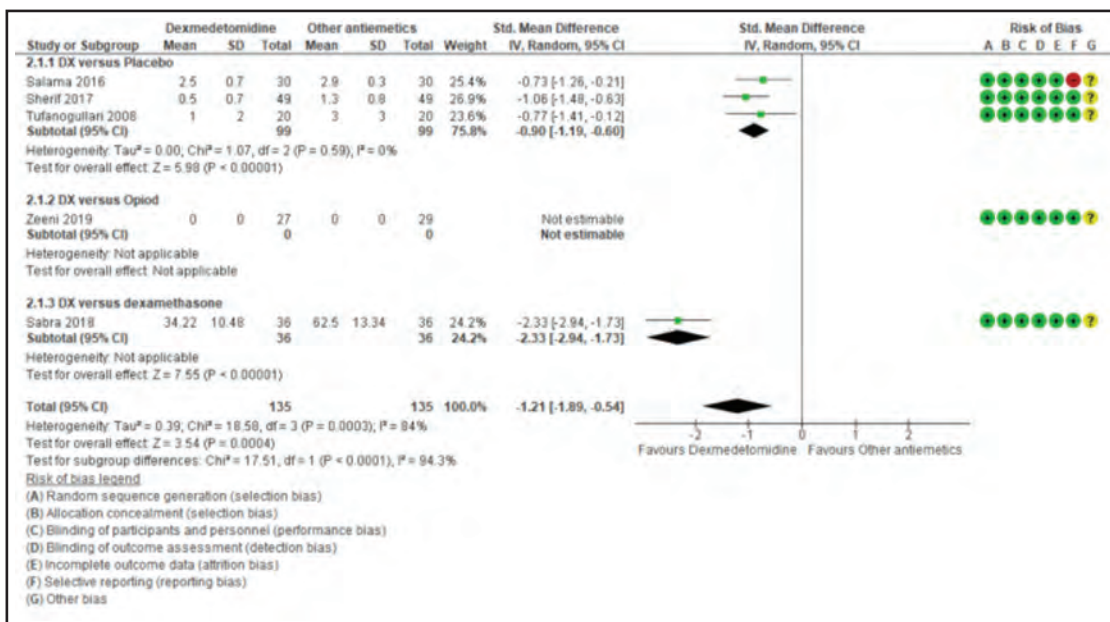 Dexmedetomidine Other antiemetics Std. Mean Difference Std. Mean Difference Risk of Bias
Study or Subgroup Mean SD Total Mean SD Total Weight IV, Random, 95% CI IV, Random, 95% CI A B C D E F G
2.1.1 DX versus Placebo
Salama 2016 2.5 0.7 30 2.9 0.3 30 25.4% -0.73 [-1.26, -0.21]
Sherif 2017 0.5 0.7 49 1.3 0.8 49 26.9% -1.06 [-1.48, -0.63]
Tufanogullari 2008 1 2 20 3 3 20 23.6% -0.77 [-1.41, -0.12]
Subtotal (95% CI) 99 99 75.8% -0.90 [-1.19, -0.60]
Heterogeneity: Tau² = 0.00; Chi² = 1.07, df = 2 (P = 0.59); I² = 0%
Test for overall effect: Z = 5.98 (P < 0.00001)
2.1.2 DX versus Opiod
Zeeni 2019 0 0 27 0 0 29 Not estimable
Subtotal (95% CI) 0 0 Not estimable
Heterogeneity: Not applicable
Test for overall effect: Not applicable
2.1.3 DX versus dexamethasone
Sabra 2018 34.22 10.48 36 62.5 13.34 36 24.2% -2.33 [-2.94, -1.73]
Subtotal (95% CI) 36 36 24.2% -2.33 [-2.94, -1.73]
Heterogeneity: Not applicable
Test for overall effect: Z = 7.55 (P < 0.00001)
Total (95% CI) 135 135 100.0% -1.21 [-1.89, -0.54]
Heterogeneity: Tau² = 0.39; Chi² = 18.58, df = 3 (P = 0.0003); I² = 84%
Test for overall effect: Z = 3.54 (P = 0.0004)
Test for subgroup differences: Chi² = 17.51, df = 1 (P < 0.0001), I² = 94.3%
-2 -1 0 1 2
Favours Dexmedetomidine Favours Other antiemetics
Risk of bias legend
(A) Random sequence generation (selection bias)
(B) Allocation concealment (selection bias)
(C) Blinding of participants and personnel (performance bias)
(D) Blinding of outcome assessment (detection bias)
(E) Incomplete outcome data (attrition bias)
(F) Selective reporting (reporting bias)
(G) Other bias